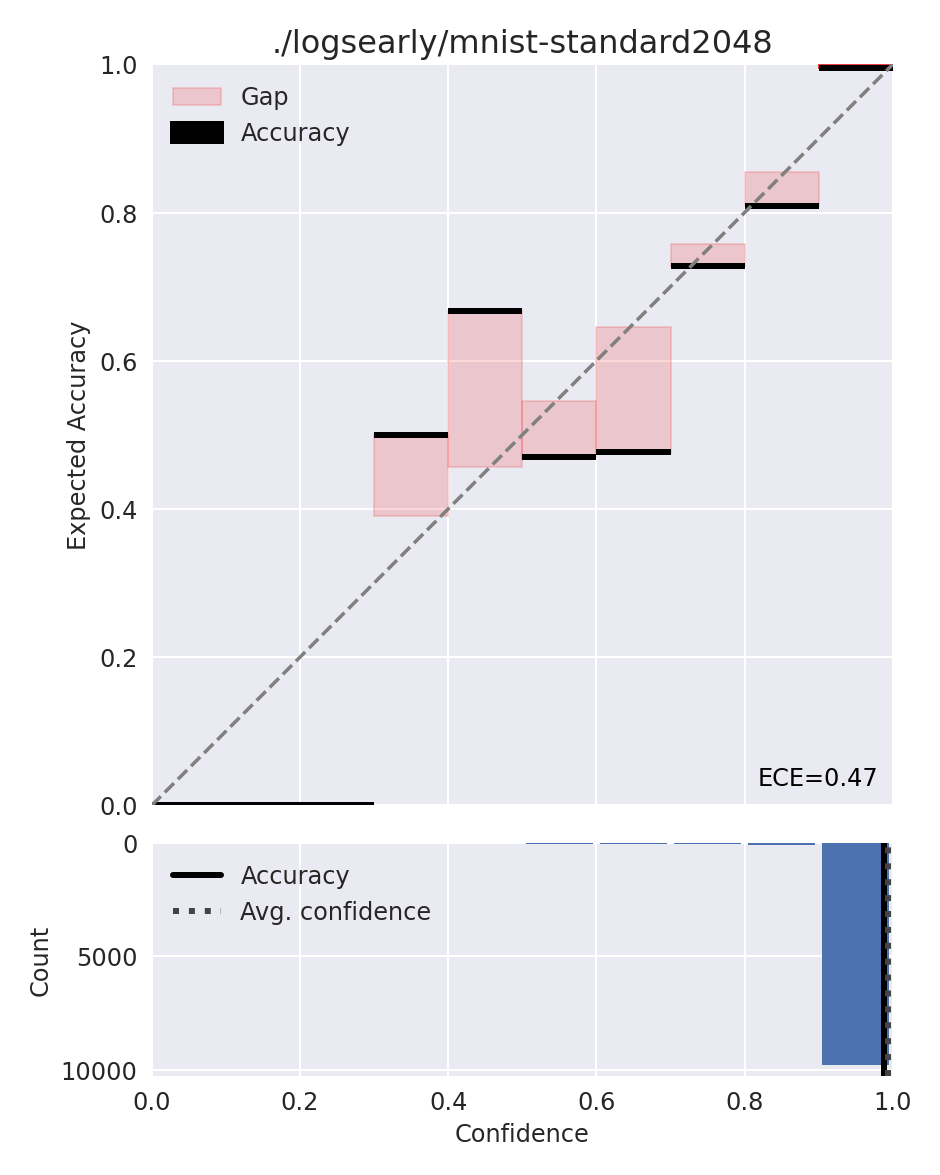 ./logsearly/mnist-standard2048
1.0
Gap
Accuracy
0.8
0.6
Expected Accuracy
0.4
0.2
ECE=0.47
0.0
0
Accuracy
Avg. confidence
Count
5000
10000
0.0 0.2 0.4 0.6 0.8 1.0
Confidence